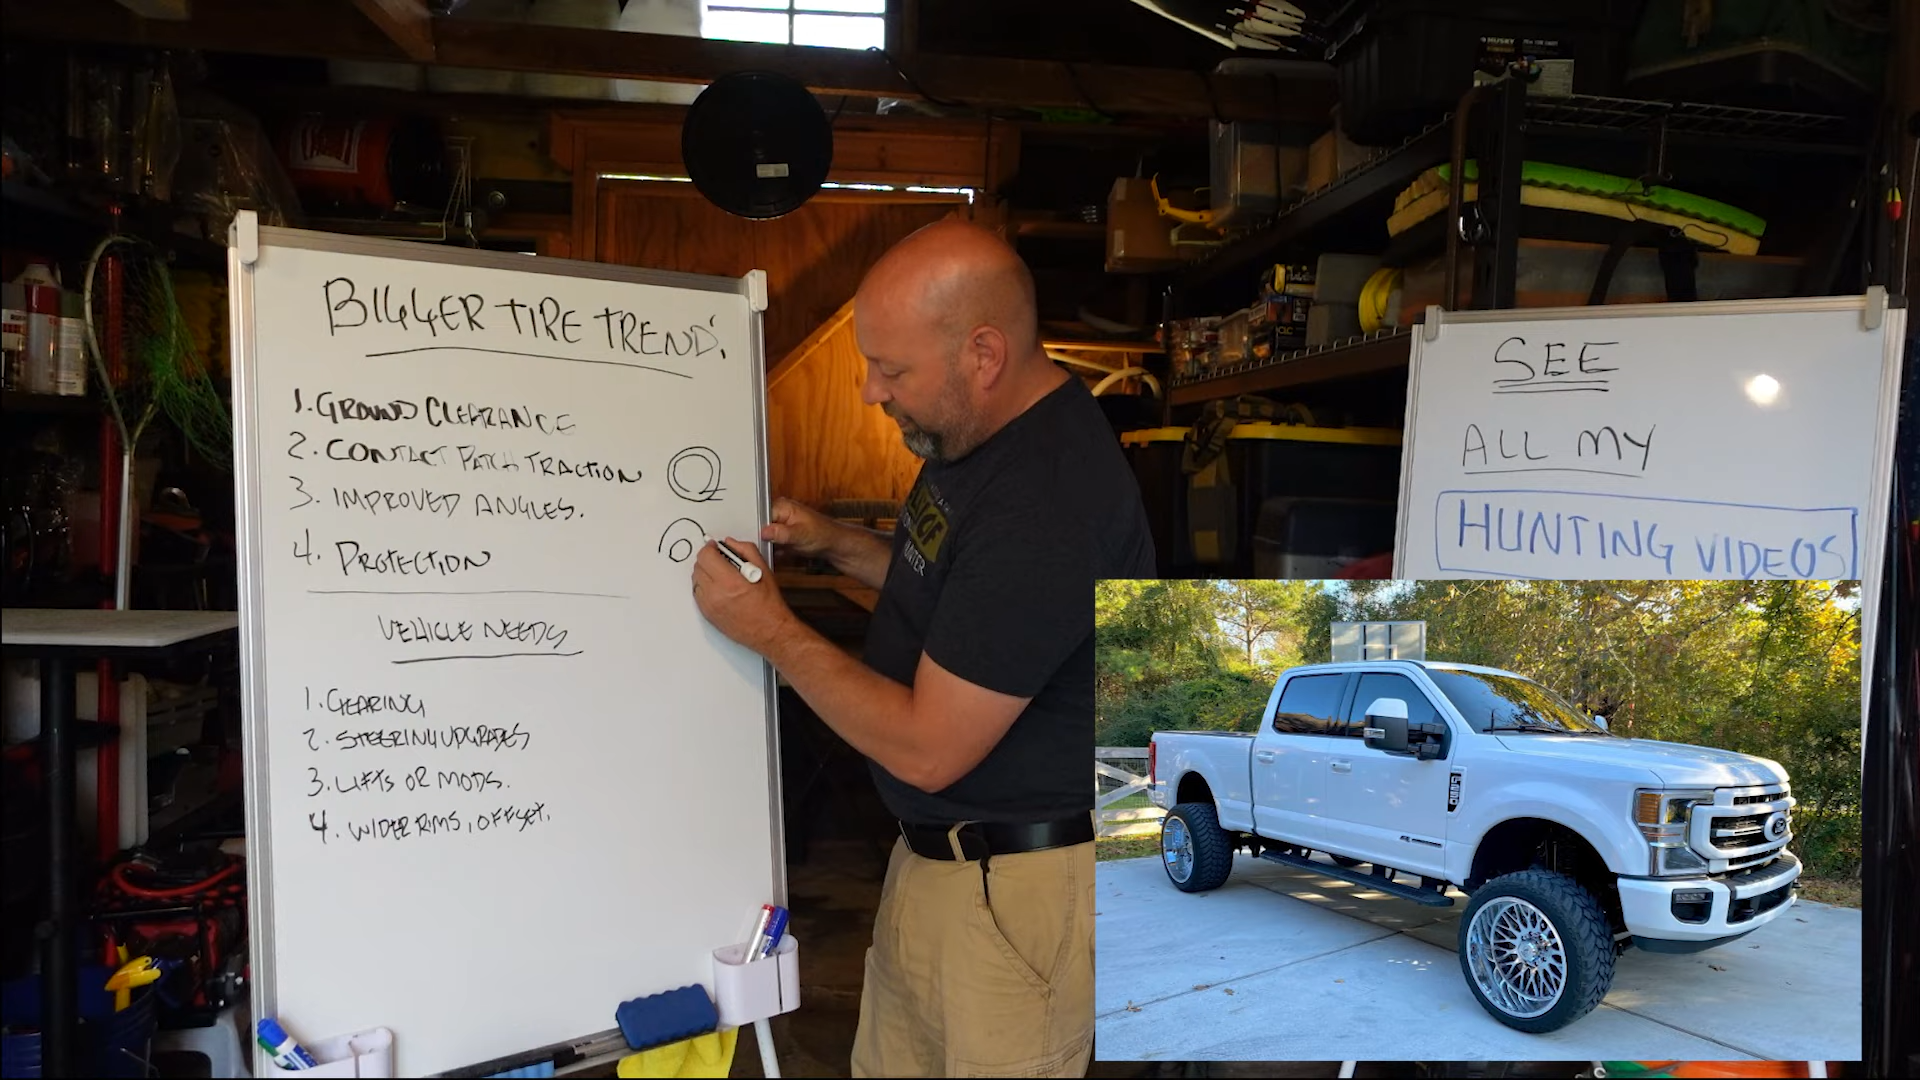 BIGGER TIRE TREND:
1. GROUND CLEARANCE
2. CONTACT PATCH TRACTION
3. IMPROVED ANGLES.
4. PROTECTION
VEHICLE NEEDS
1. GEARING
2. STEERING UPGRADES
3. LIFTS OR MODS.
4. WIDER RIMS, OFFSET.
SEE
ALL MY
HUNTING VIDEOS
HUSKY